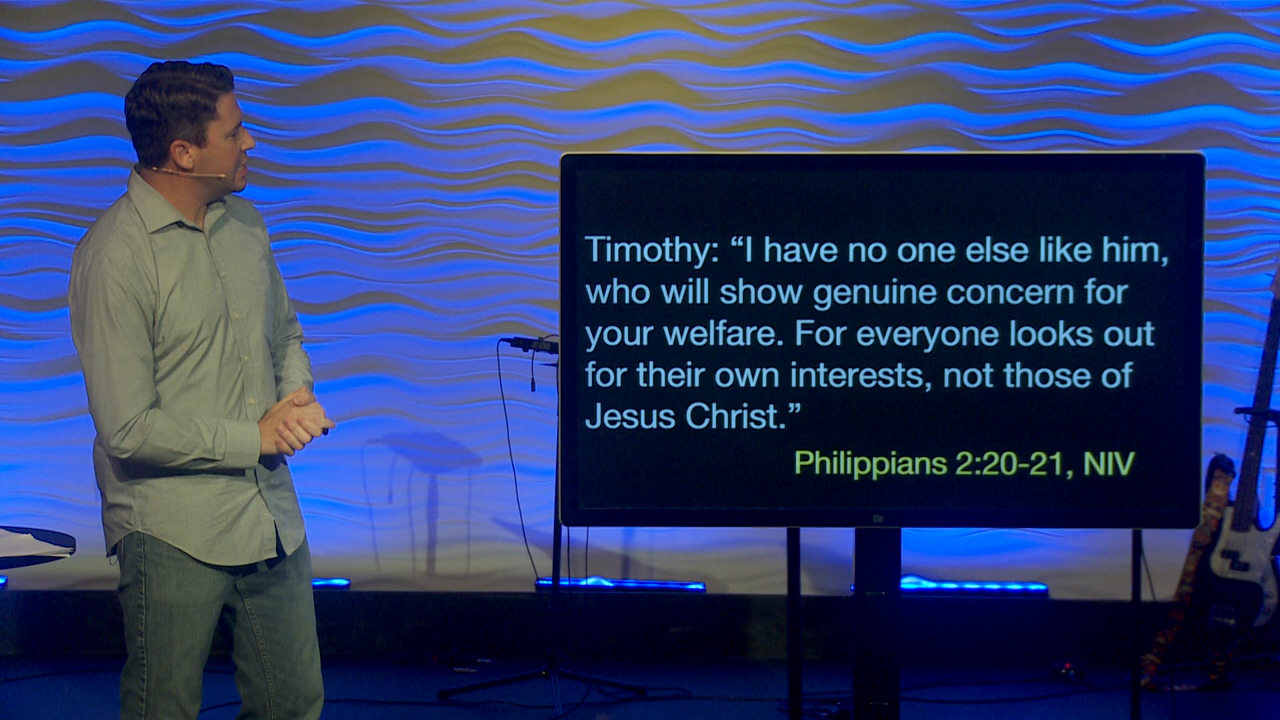 Timothy: “I have no one else like him,
who will show genuine concern for
your welfare. For everyone looks out
for their own interests, not those of
Jesus Christ.”
Philippians 2:20-21, NIV